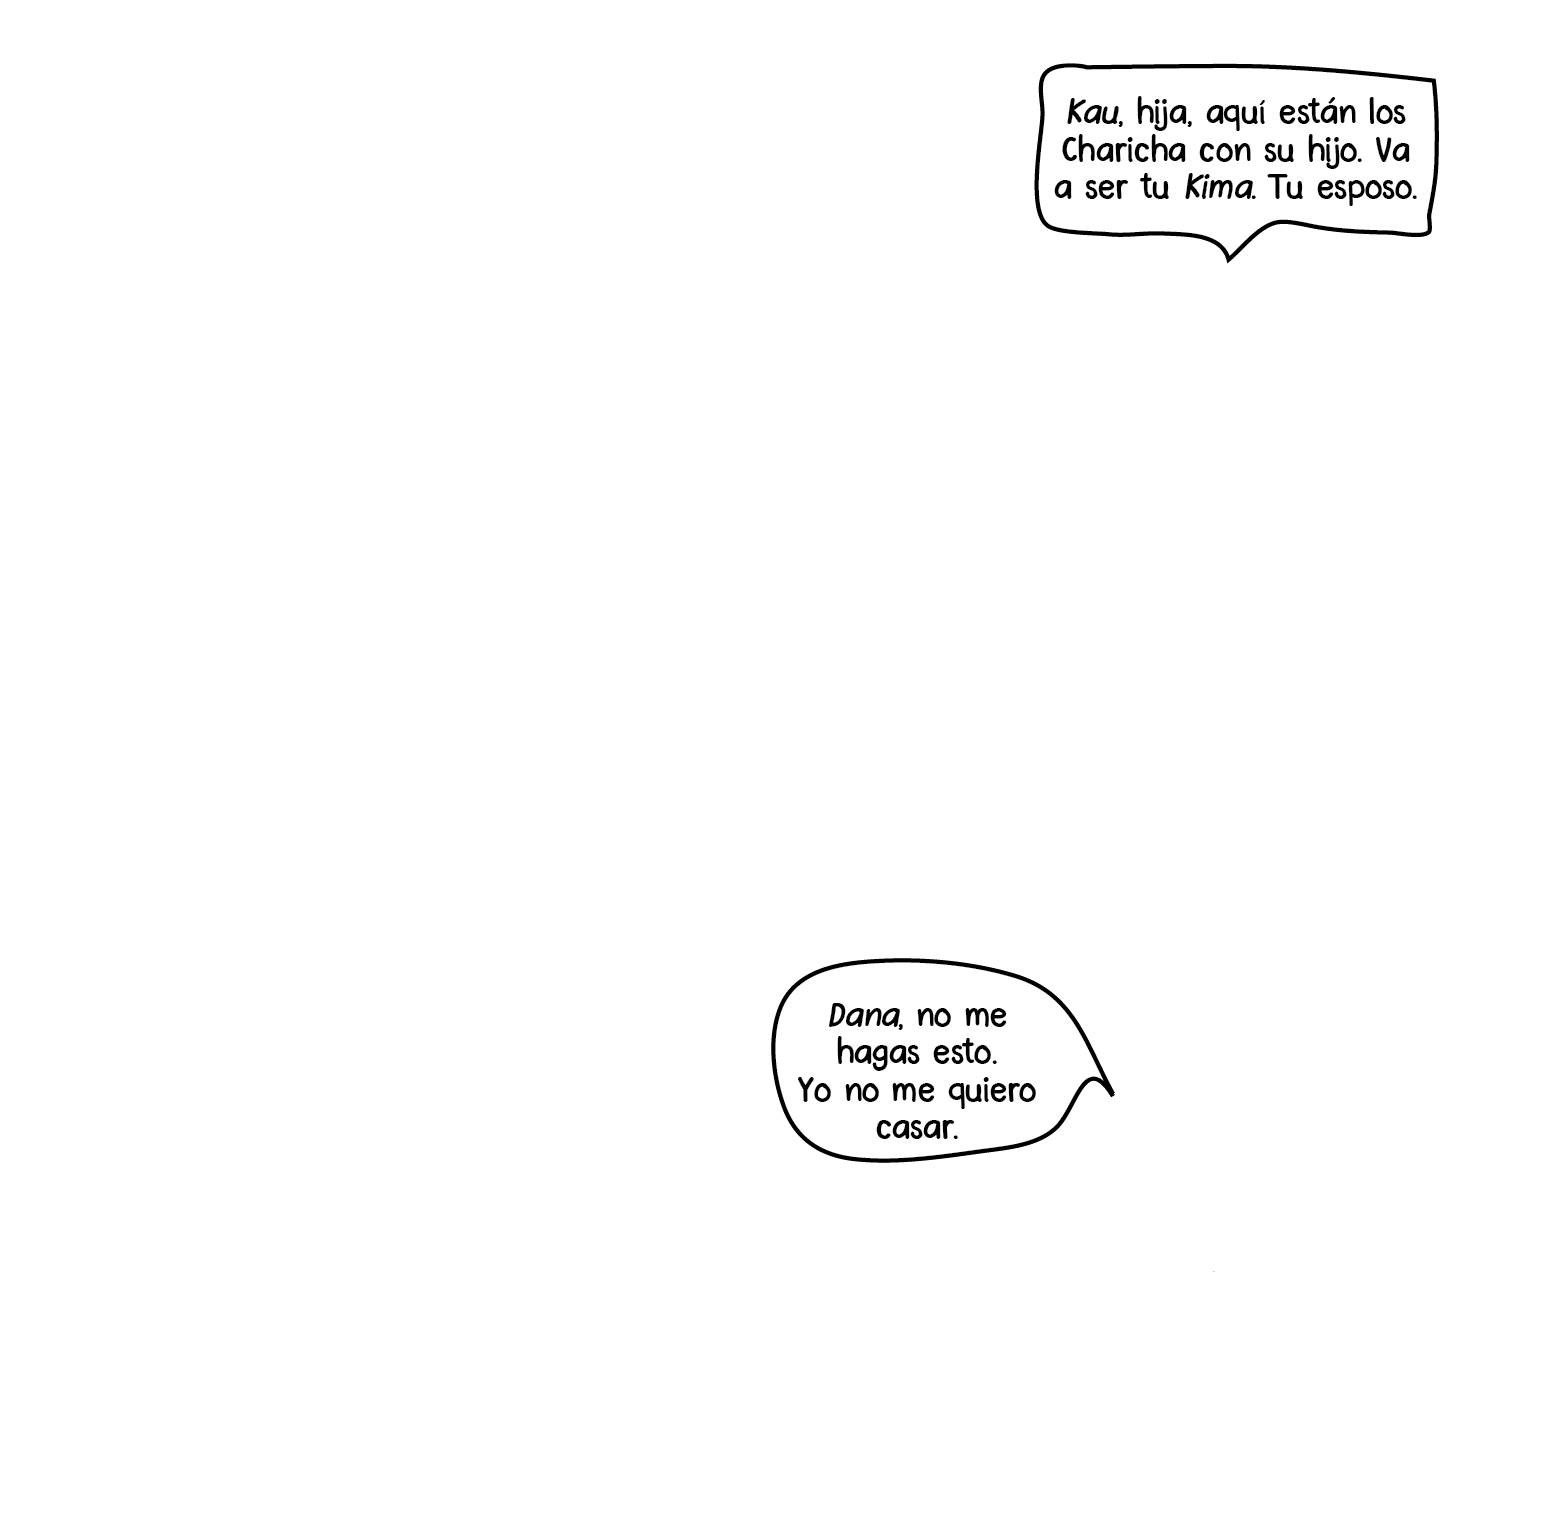 Kau, hija, aquí están los
Charicha con su hijo. Va
a ser tu Kima. Tu esposo.
Dana, no me
hagas esto.
Yo no me quiero
casar.